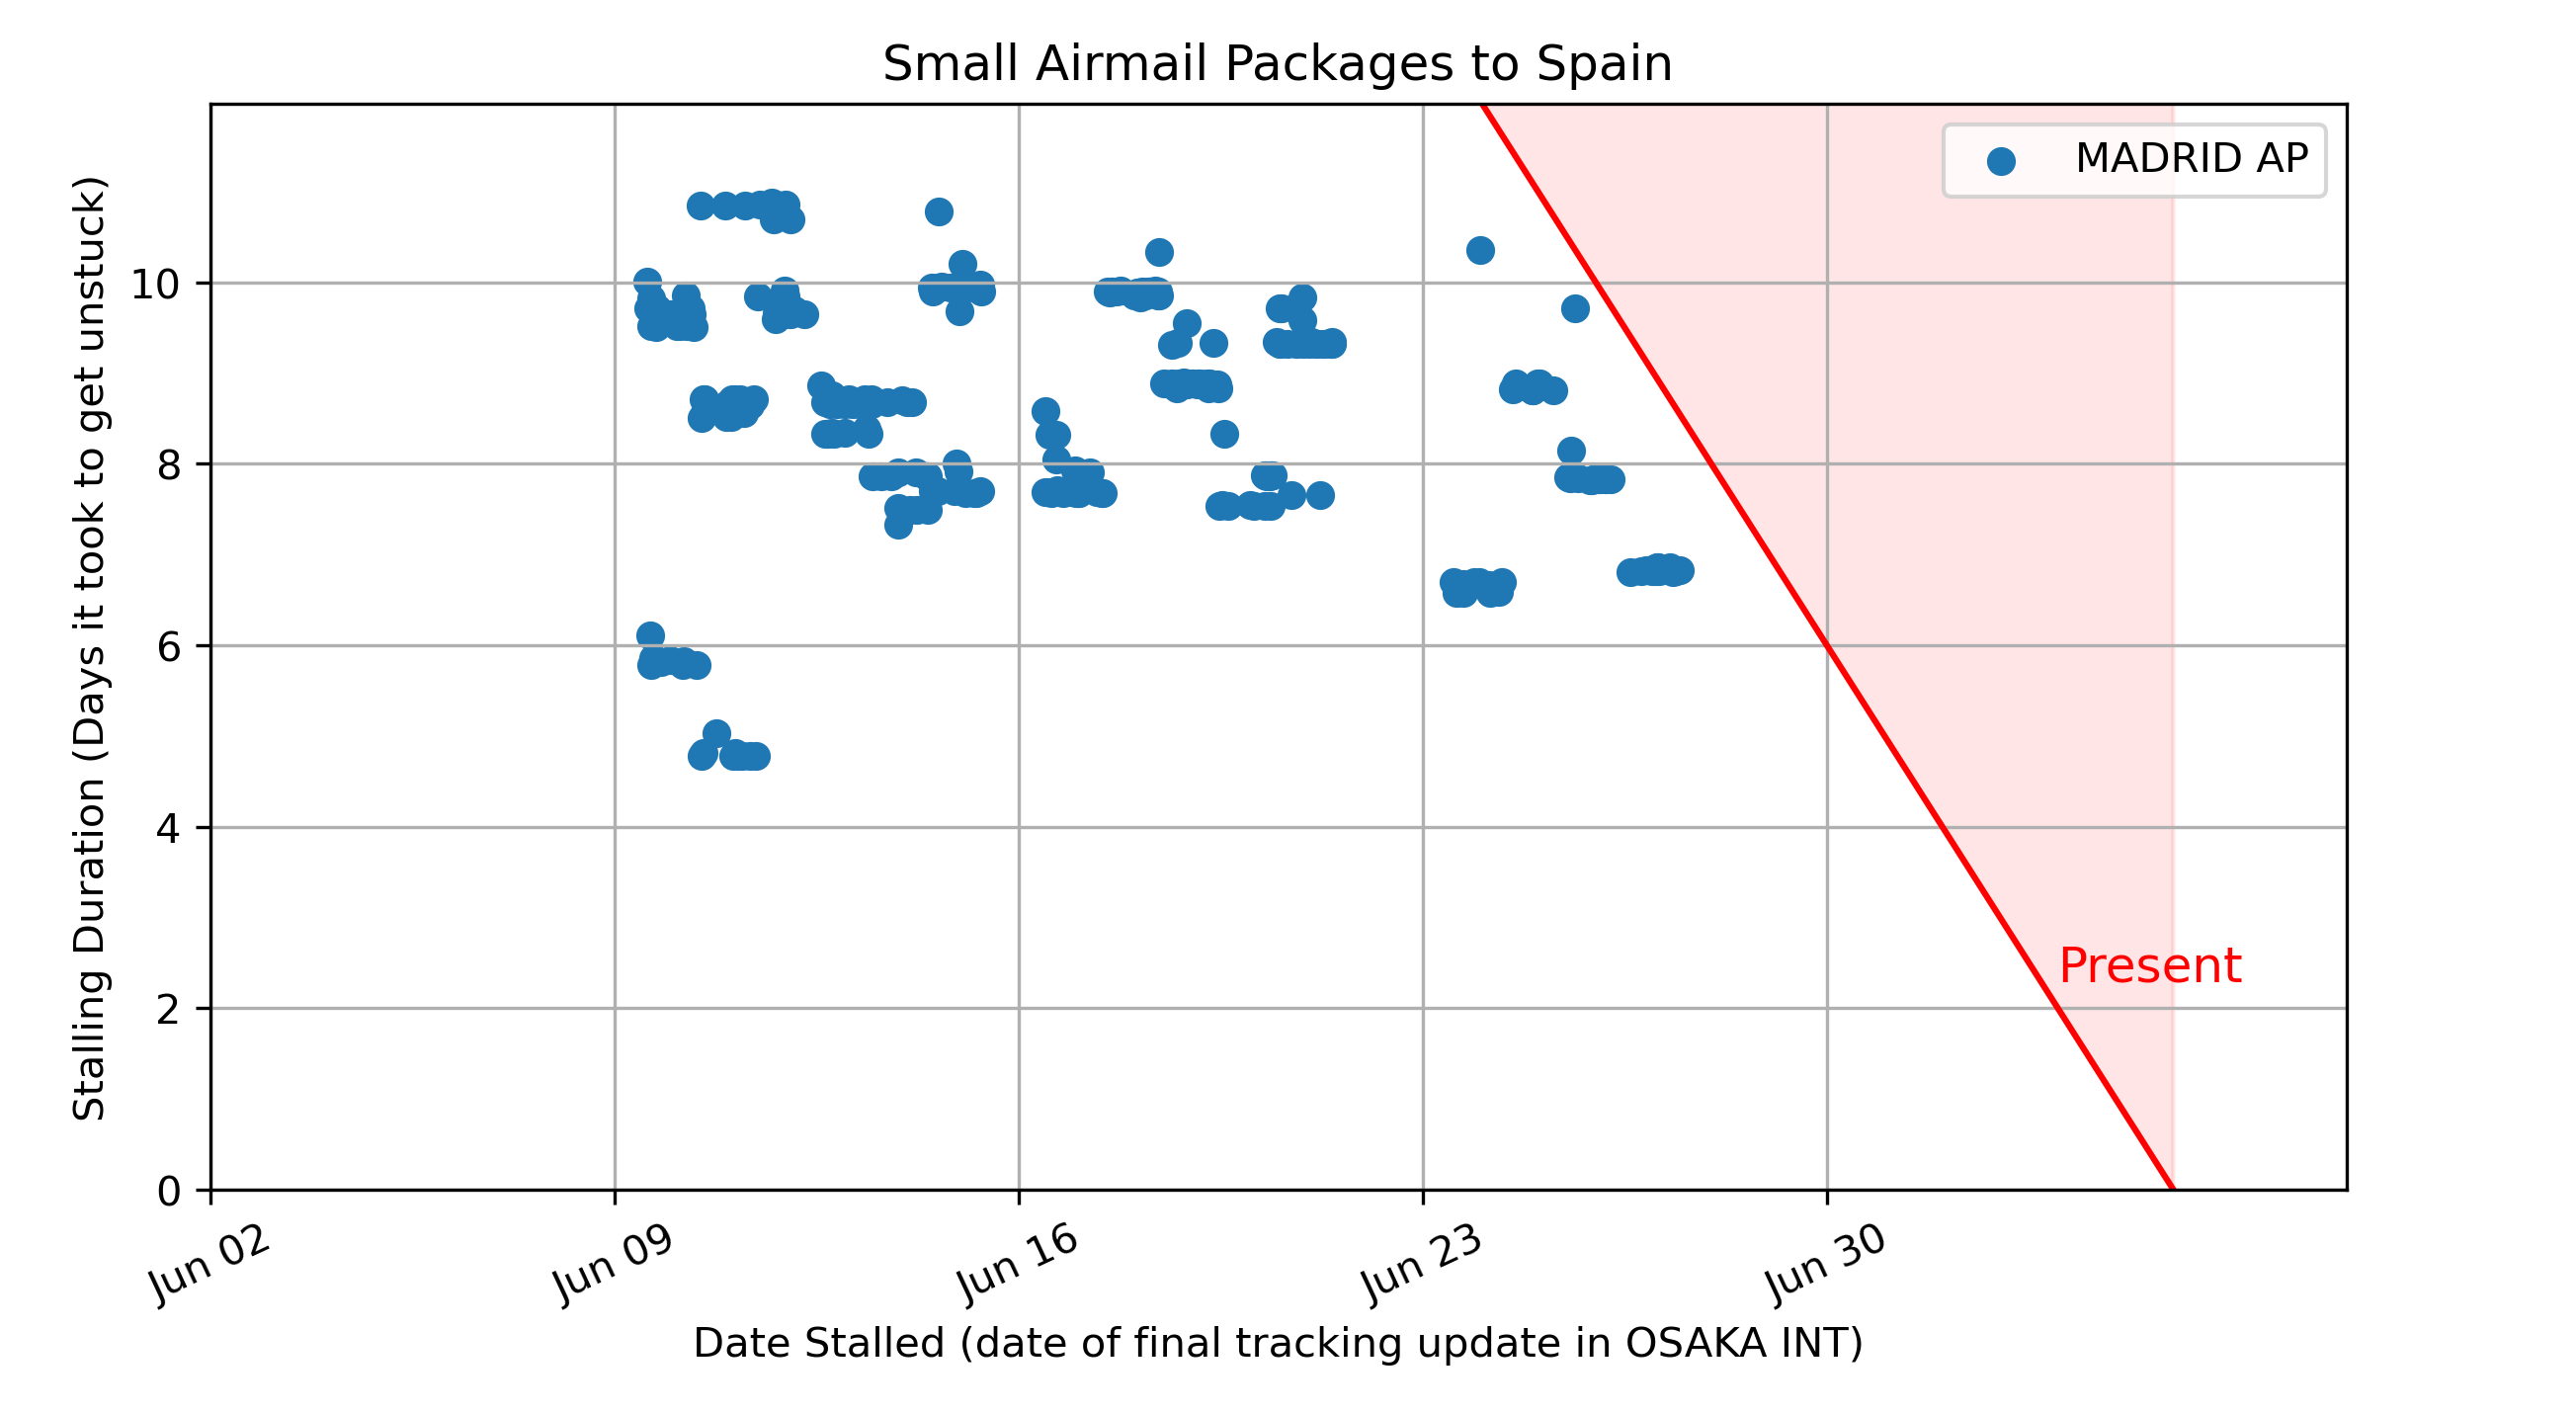 Small Airmail Packages to Spain
MADRID AP
Present
Stalling Duration (Days it took to get unstuck)
10
8
6
4
2
0
Jun 02
Jun 09
Jun 16
Jun 23
Jun 30
Date Stalled (date of final tracking update in OSAKA INT)